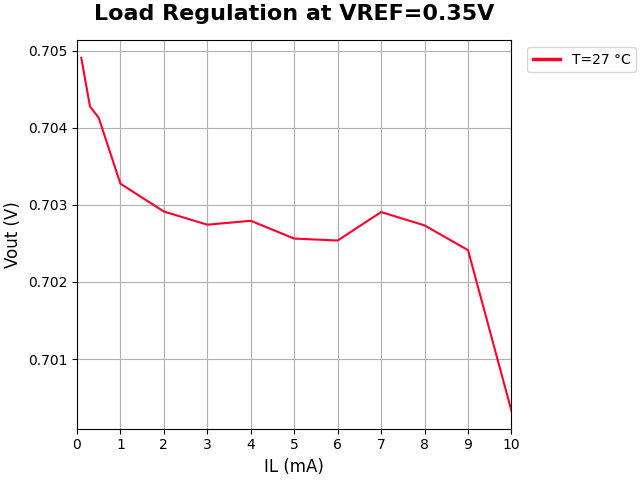 Load Regulation at VREF=0.35V
T=27 °C
0.705
0.704
0.703
0.702
0.701
Vout (V)
0 1 2 3 4 5 6 7 8 9 10
IL (mA)